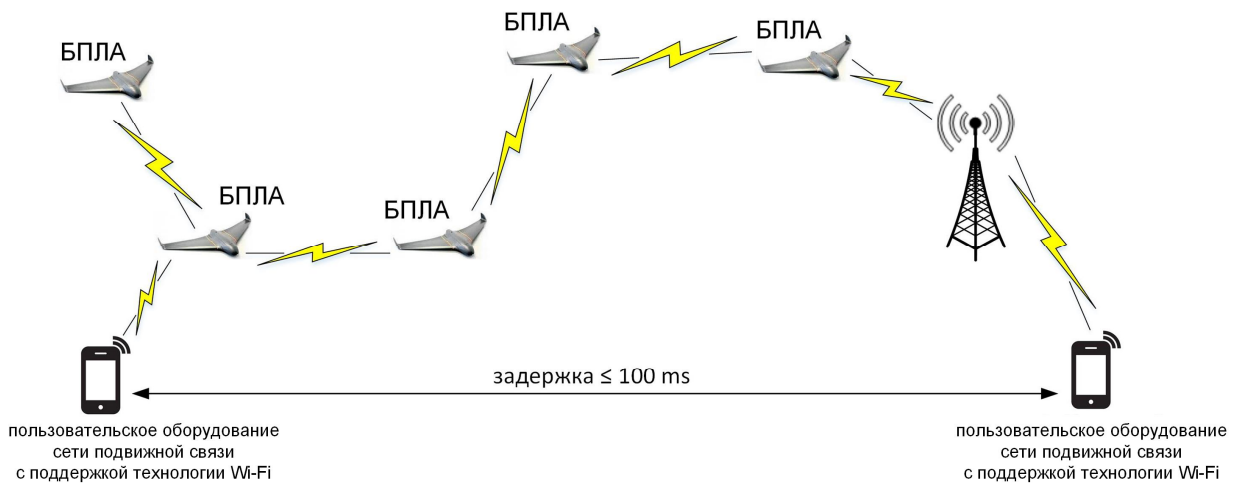 БПЛА
БПЛА
БПЛА
БПЛА
БПЛА
задержка ≤ 100 ms
пользовательское оборудование
сети подвижной связи
с поддержкой технологии Wi-Fi
пользовательское оборудование
сети подвижной связи
с поддержкой технологии Wi-Fi